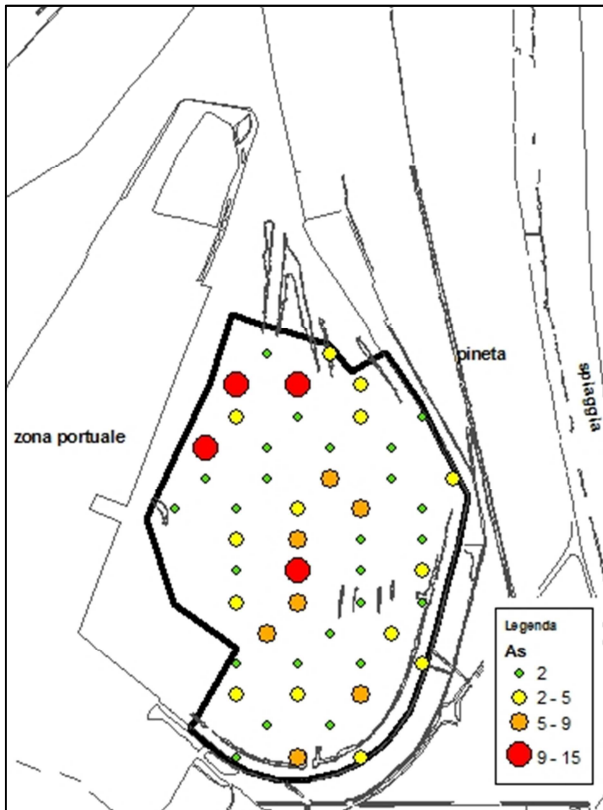 pineta
spiaggia
zona portuale
Legenda
As
2
2 - 5
5 - 9
9 - 15